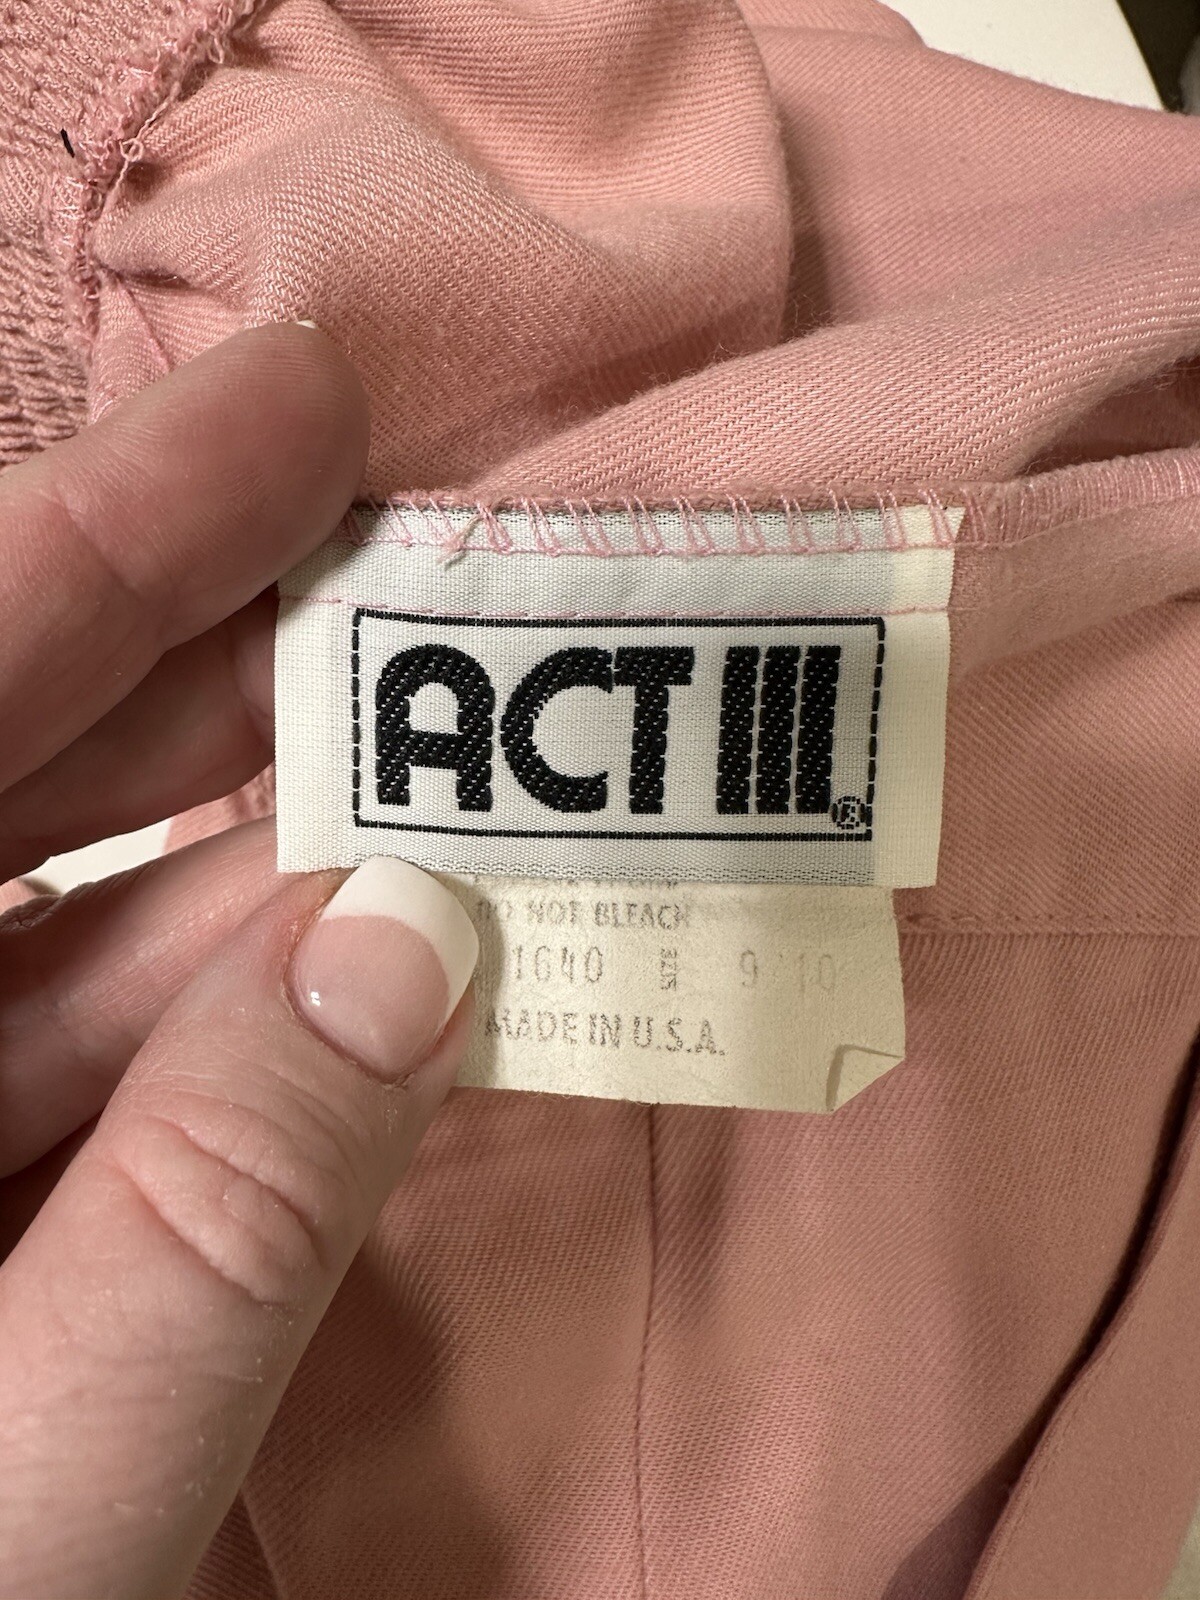 ACT III ®
DO NOT BLEACH
1640 SIZE 9/10
MADE IN U.S.A.